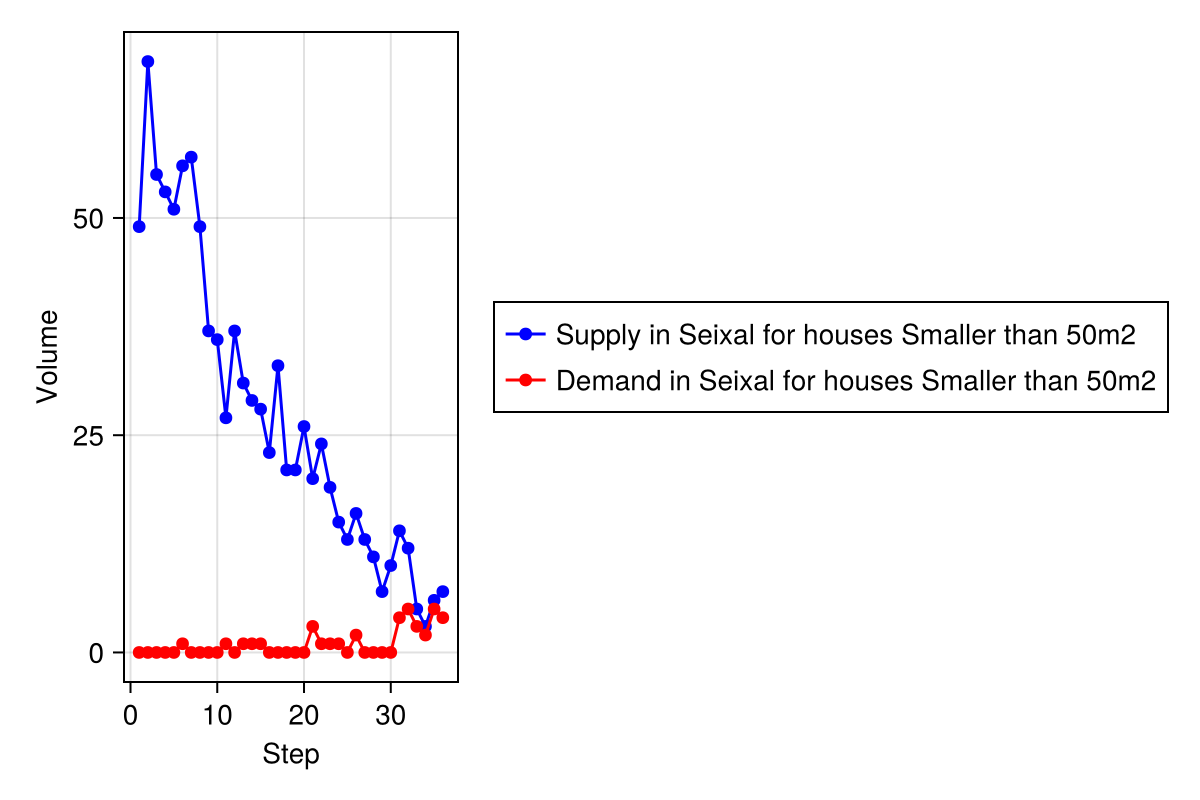 Volume
50
25
0
0 10 20 30
Step
Supply in Seixal for houses Smaller than 50m2
Demand in Seixal for houses Smaller than 50m2